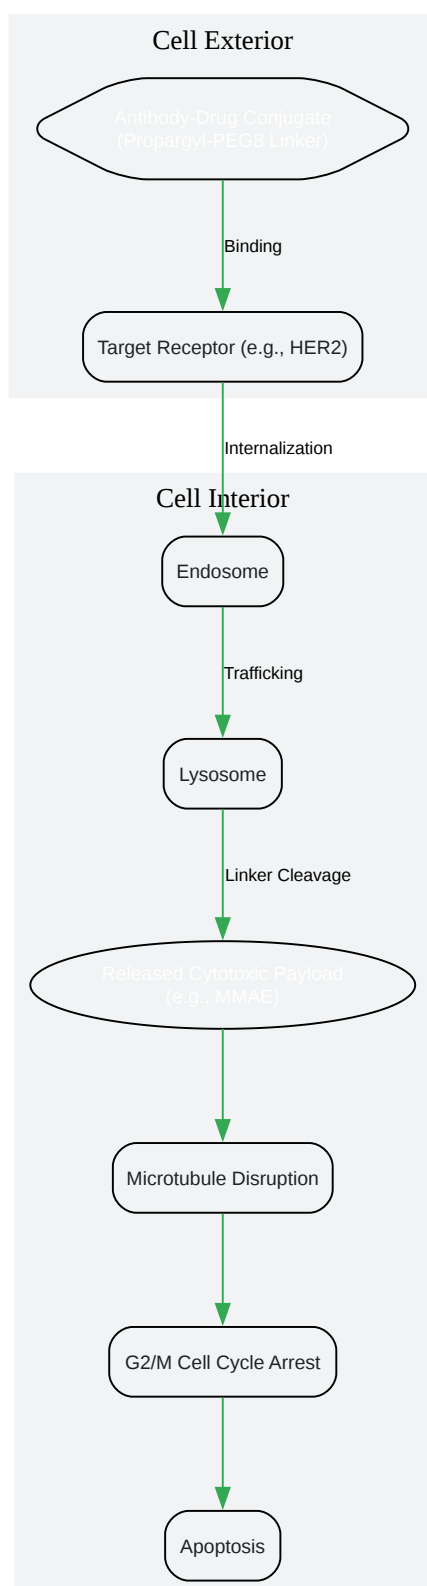 Cell Exterior
Antibody-Drug Conjugate
(Propargyl-PEG8 Linker)
Binding
Target Receptor (e.g., HER2)
Internalization
Cell Interior
Endosome
Trafficking
Lysosome
Linker Cleavage
Released Cytotoxic Payload
(e.g., MMAE)
Microtubule Disruption
G2/M Cell Cycle Arrest
Apoptosis